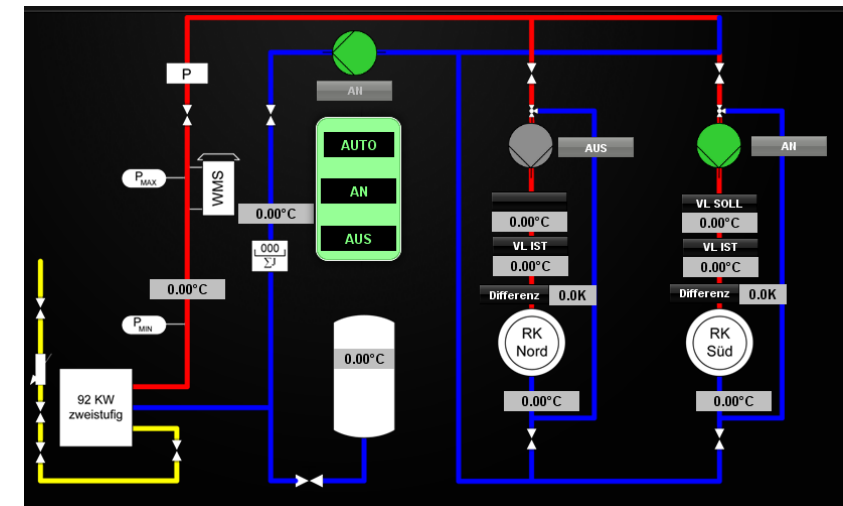 P
AN
AUTO
AUS
AN
P MAX
WMS
VL SOLL
AN
0.00°C
0.00°C
0.00°C
AUS
VL IST
VL IST
000
ΣJ
0.00°C
0.00°C
0.00°C
Differenz 0.0K
Differenz 0.0K
P MIN
RK
Nord
RK
Süd
0.00°C
92 KW
zweistufig
0.00°C
0.00°C